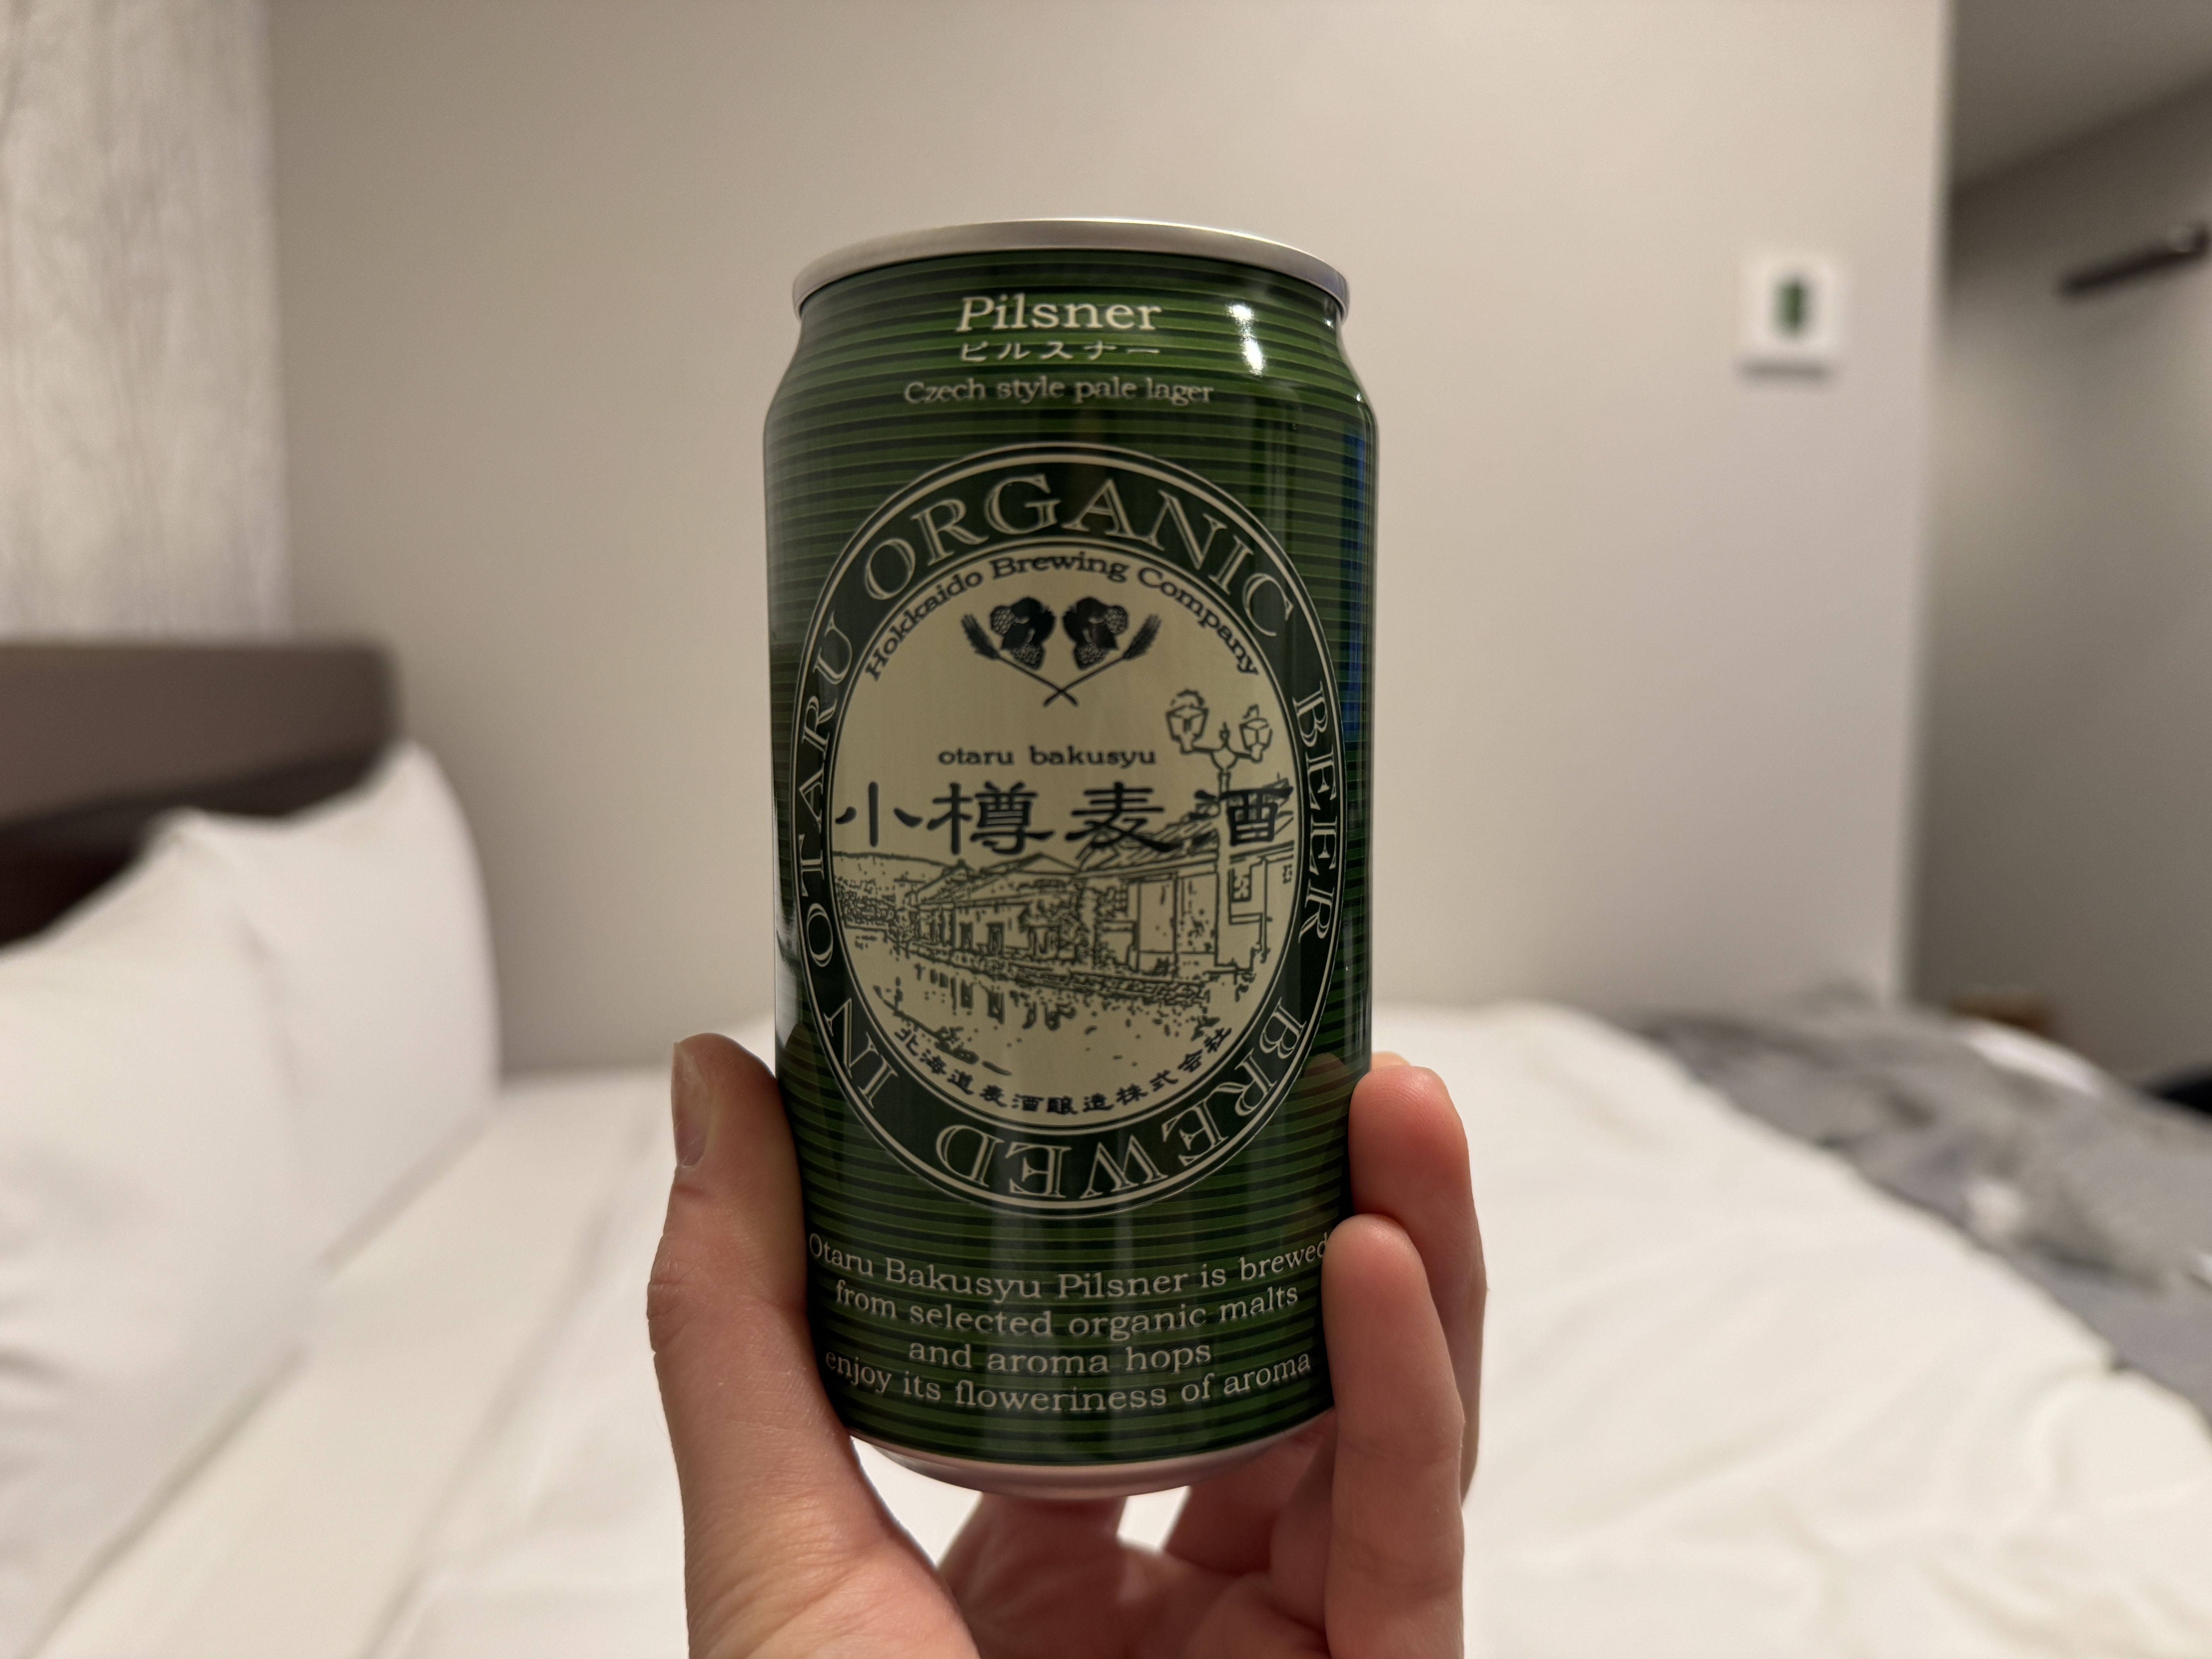 Pilsner
ピルスナー
Czech style pale lager
ORGANIC BEER BREWED IN OTARU
Hokkaido Brewing Company
otaru bakusyu
小樽麦酒
北海道麦酒醸造株式会社
Otaru Bakusyu Pilsner is brewed
from selected organic malts
and aroma hops
enjoy its floweriness of aroma